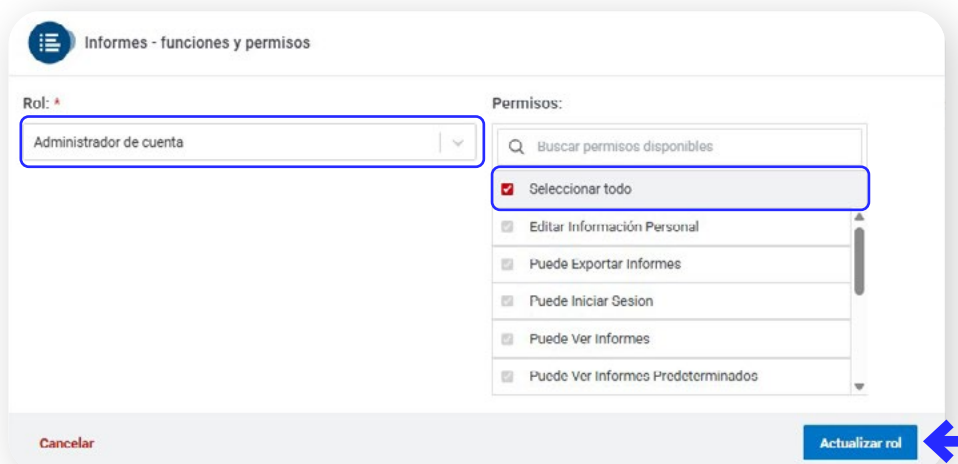 Informes - funciones y permisos
Rol: *
Administrador de cuenta
Permisos:
Buscar permisos disponibles
Seleccionar todo
Editar Información Personal
Puede Exportar Informes
Puede Iniciar Sesion
Puede Ver Informes
Puede Ver Informes Predeterminados
Cancelar
Actualizar rol